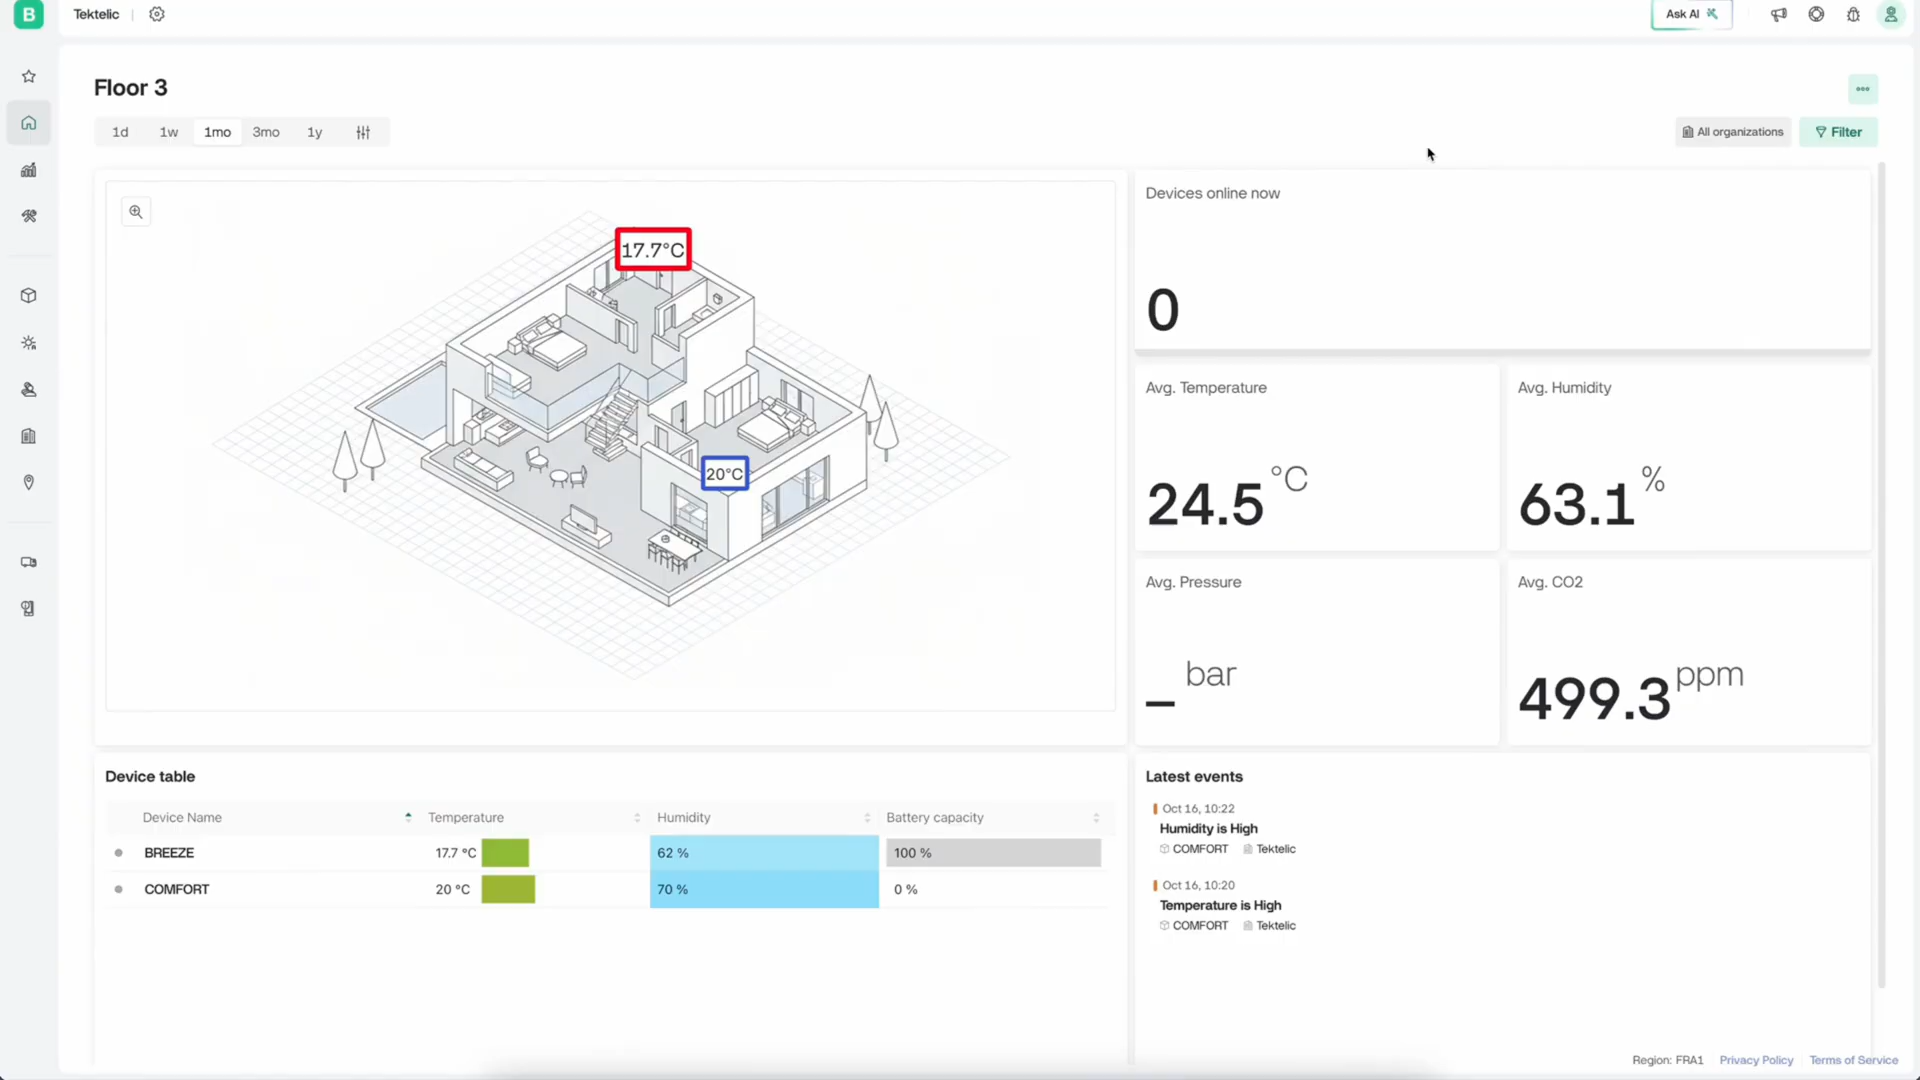 B
Tektelic
Ask AI
Floor 3
1d 1w 1mo 3mo 1y
All organizations
Filter
17.7°C
20°C
Devices online now
0
Avg. Temperature
24.5 °C
Avg. Humidity
63.1 %
Avg. Pressure
– bar
Avg. CO2
499.3 ppm
Device table
Device Name Temperature Humidity Battery capacity
BREEZE 17.7 °C 62 % 100 %
COMFORT 20 °C 70 % 0 %
Latest events
Oct 16, 10:22
Humidity is High
COMFORT Tektelic
Oct 16, 10:20
Temperature is High
COMFORT Tektelic
Region: FRA1 Privacy Policy Terms of Service